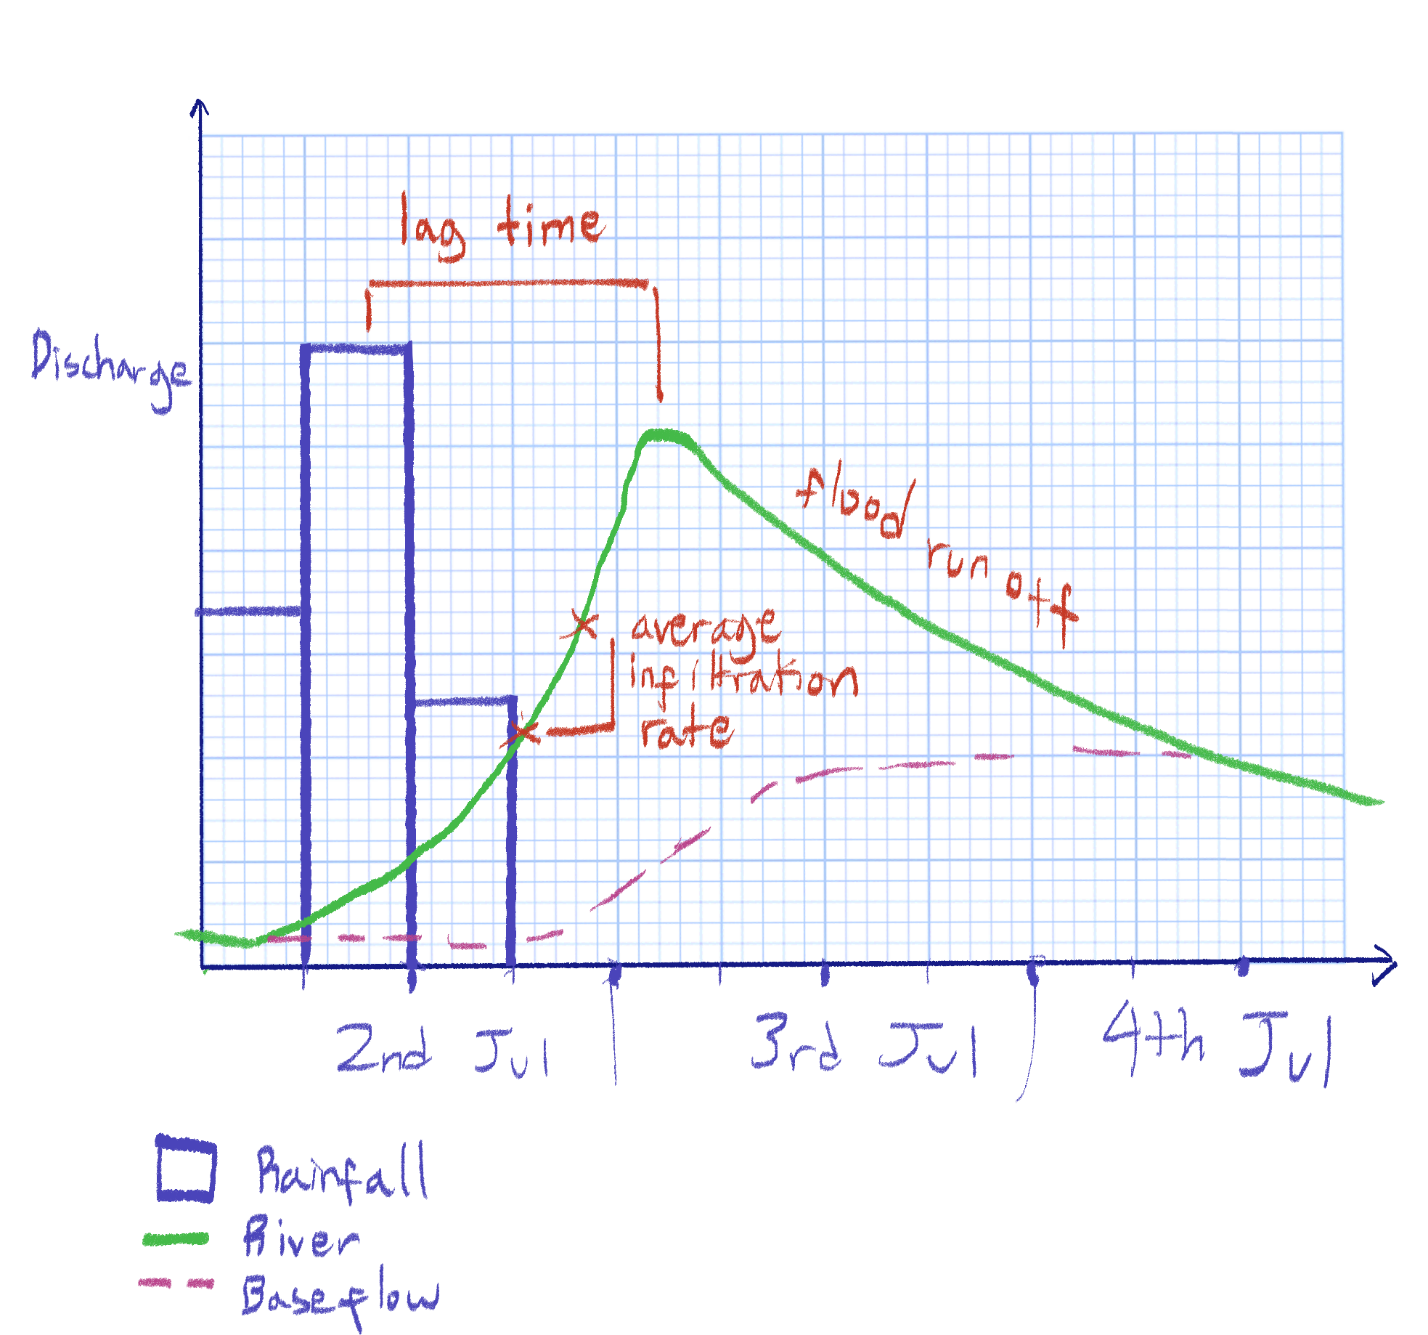 lag time
Discharge
flood run off
average
infiltration
rate
2nd Jul
3rd Jul
4th Jul
Rainfall
River
Baseflow